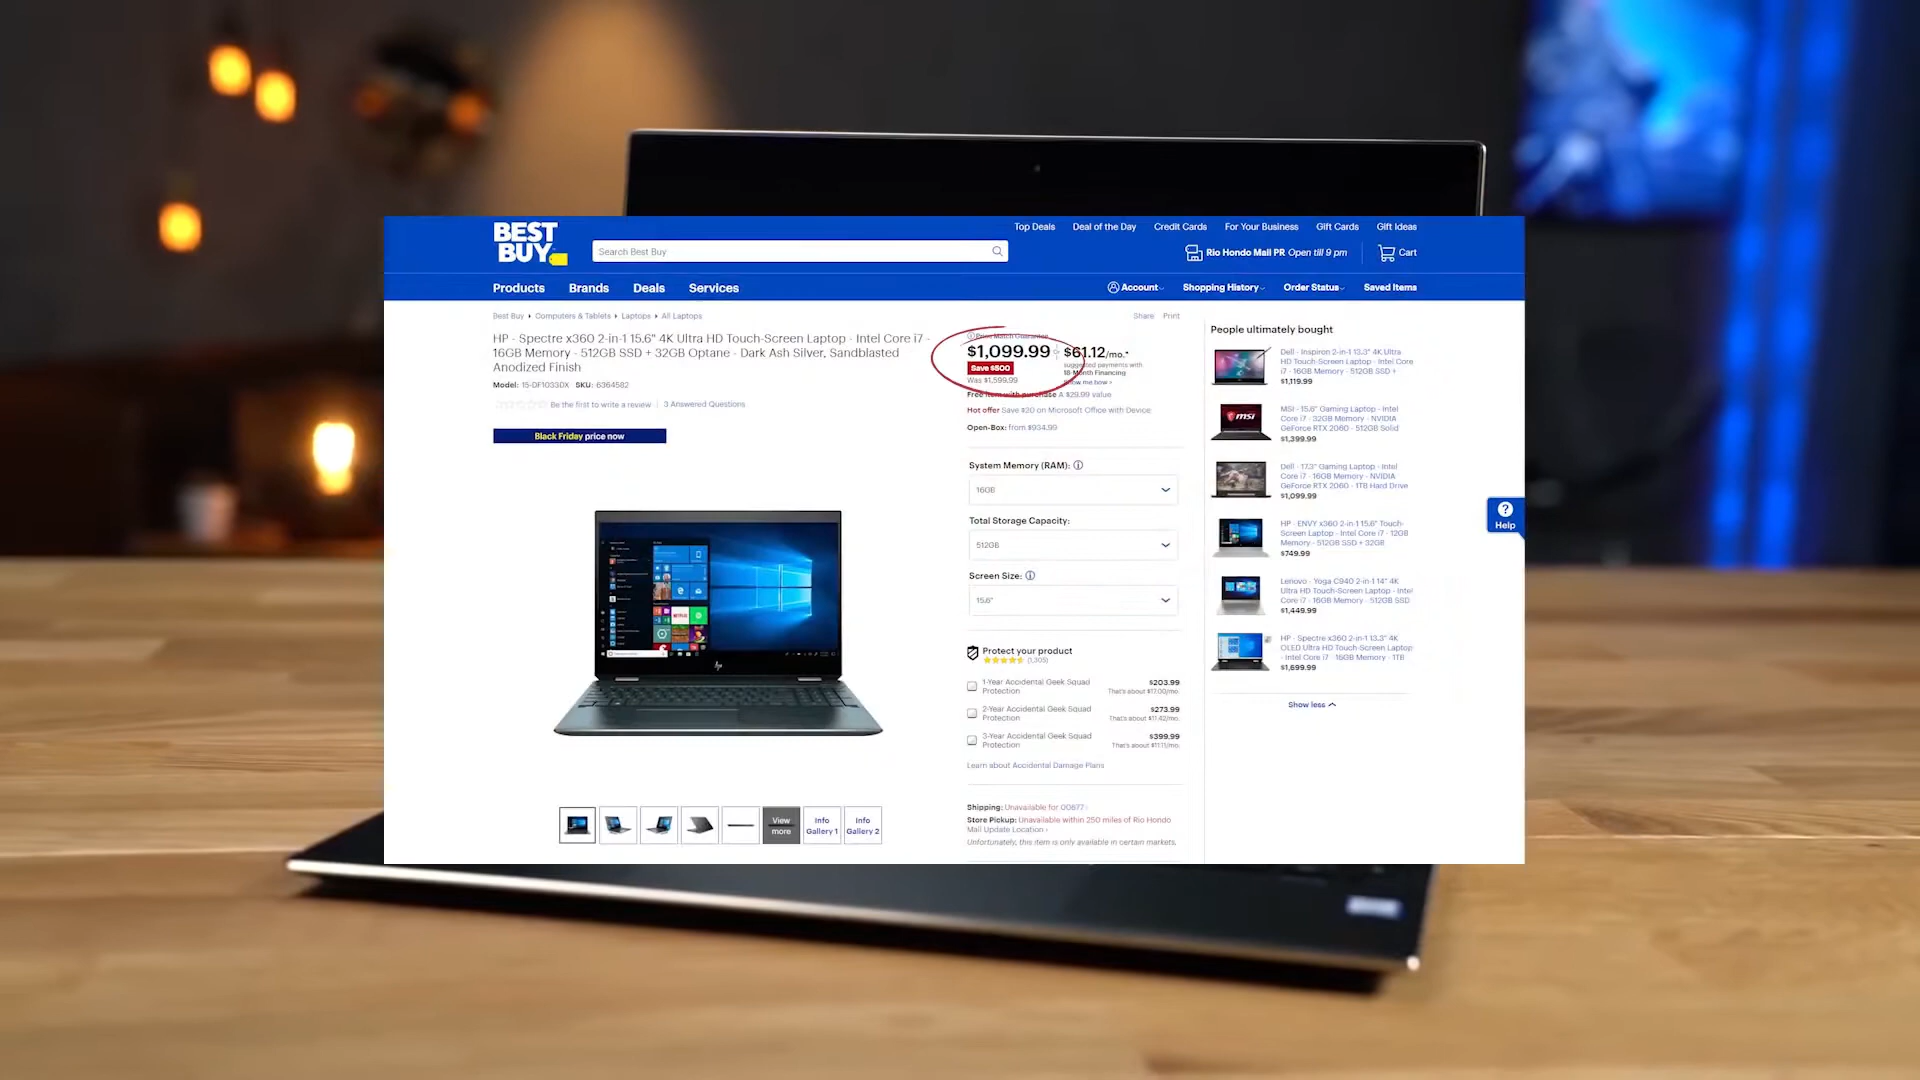 BEST
BUY
Search Best Buy
Top Deals
Deal of the Day
Credit Cards
For Your Business
Gift Cards
Gift Ideas
Rio Hondo Mall PR Open till 9 pm
Cart
Products
Brands
Deals
Services
Account
Shopping History
Order Status
Saved Items
Best Buy
Computers & Tablets
Laptops
All Laptops
Share
Print
HP - Spectre x360 2-in-1 15.6" 4K Ultra HD Touch-Screen Laptop - Intel Core i7 -
16GB Memory - 512GB SSD + 32GB Optane - Dark Ash Silver, Sandblasted
Anodized Finish
Model: 15-DF1033DX SKU: 6364582
Be the first to write a review
3 Answered Questions
Black Friday price now
View
more
Info
Gallery 1
Info
Gallery 2
Price Match Guarantee
$1,099.99
Save $500
Was $1,599.99
$61.12/mo.*
suggested payments with
18-Month Financing
Show me how
Free item with purchase A $29.99 value
Hot offer Save $20 on Microsoft Office with Device
Open-Box: from $934.99
System Memory (RAM):
16GB
Total Storage Capacity:
512GB
Screen Size:
15.6"
Protect your product
(1,305)
1-Year Accidental Geek Squad
Protection
$203.99
That's about $17.00/mo.
2-Year Accidental Geek Squad
Protection
$273.99
That's about $11.42/mo.
3-Year Accidental Geek Squad
Protection
$399.99
That's about $11.11/mo.
Learn about Accidental Damage Plans
Shipping: Unavailable for 00677
Store Pickup: Unavailable within 250 miles of Rio Hondo
Mall Update Location
Unfortunately, this item is only available in certain markets.
People ultimately bought
Dell - Inspiron 2-in-1 13.3" 4K Ultra
HD Touch-Screen Laptop - Intel Core
i7 - 16GB Memory - 512GB SSD +
$1,119.99
MSI - 15.6" Gaming Laptop - Intel
Core i7 - 32GB Memory - NVIDIA
GeForce RTX 2060 - 512GB Solid
$1,399.99
Dell - 17.3" Gaming Laptop - Intel
Core i7 - 16GB Memory - NVIDIA
GeForce RTX 2060 - 1TB Hard Drive
$1,099.99
HP - ENVY x360 2-in-1 15.6" Touch-
Screen Laptop - Intel Core i7 - 12GB
Memory - 512GB SSD + 32GB
$749.99
Lenovo - Yoga C940 2-in-1 14" 4K
Ultra HD Touch-Screen Laptop - Intel
Core i7 - 16GB Memory - 512GB SSD
$1,449.99
HP - Spectre x360 2-in-1 13.3" 4K
OLED Ultra HD Touch-Screen Laptop
- Intel Core i7 - 16GB Memory - 1TB
$1,699.99
Show less
?
Help
msi
hp
NETFLIX